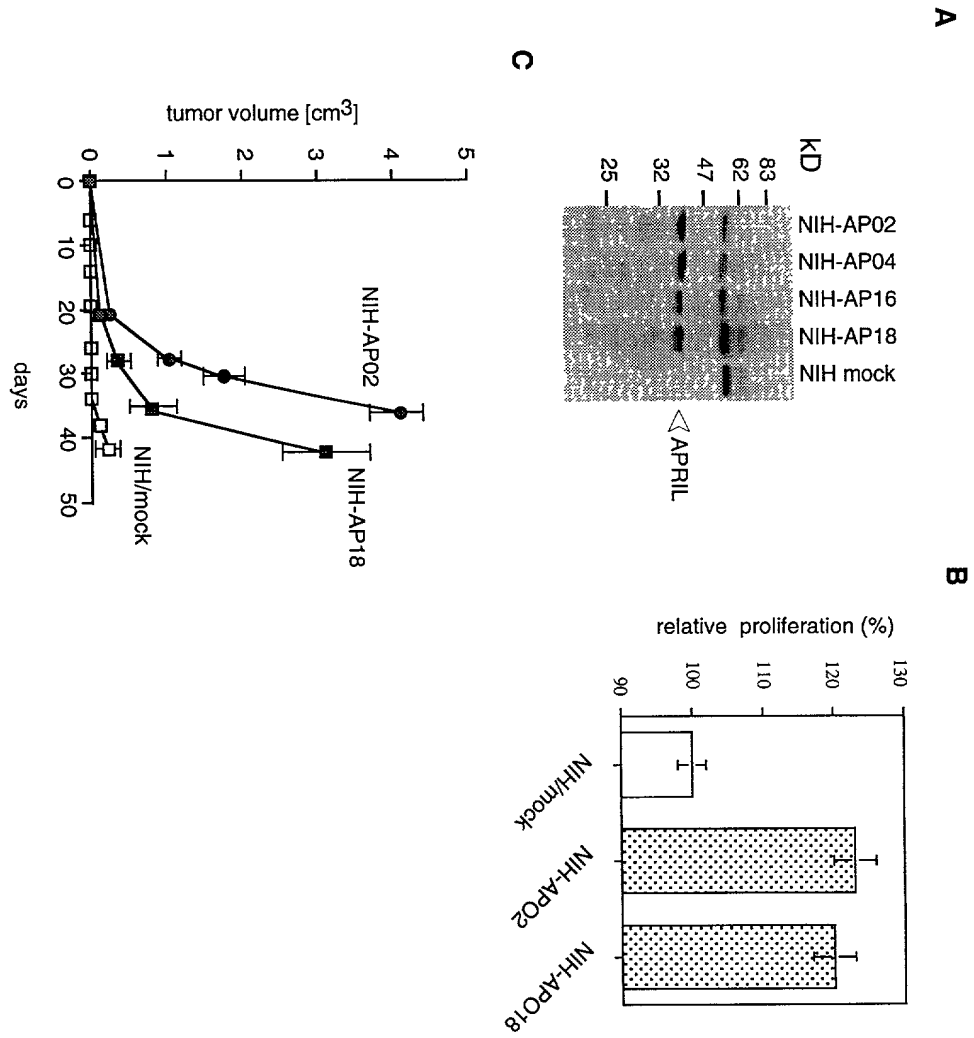 A
kD
83
62
47
32
25
NIH-AP02
NIH-AP04
NIH-AP16
NIH-AP18
NIH mock
APRIL
B
relative proliferation (%)
130
120
110
100
90
NIH/mock
NIH-APO2
NIH-APO18
C
tumor volume [cm3]
5
4
3
2
1
0
0
10
20
30
40
50
days
NIH-AP02
NIH-AP18
NIH/mock